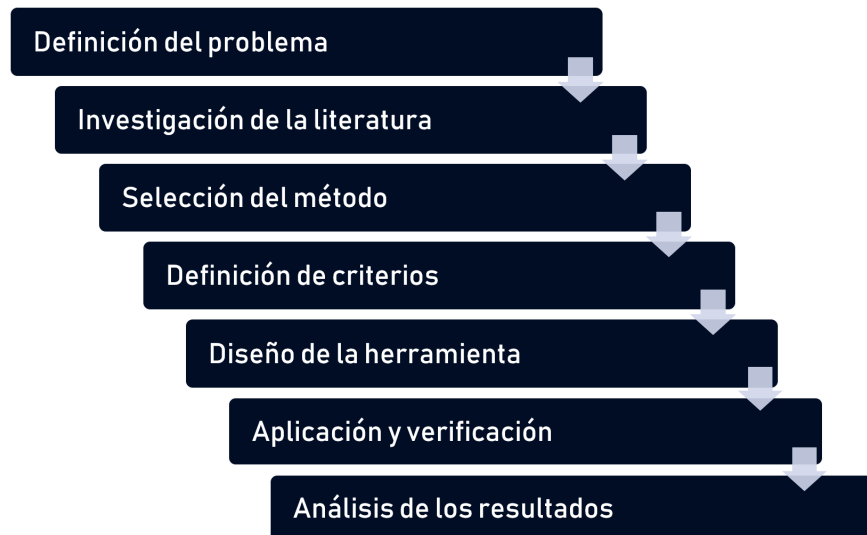 Definición del problema
Investigación de la literatura
Selección del método
Definición de criterios
Diseño de la herramienta
Aplicación y verificación
Análisis de los resultados